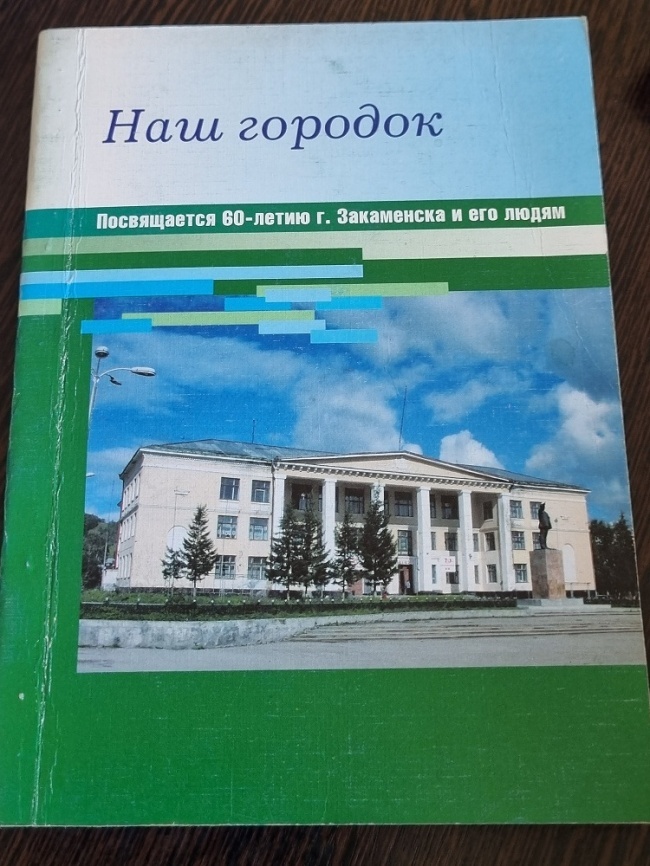 Наш городок
Посвящается 60-летию г. Закаменска и его людям